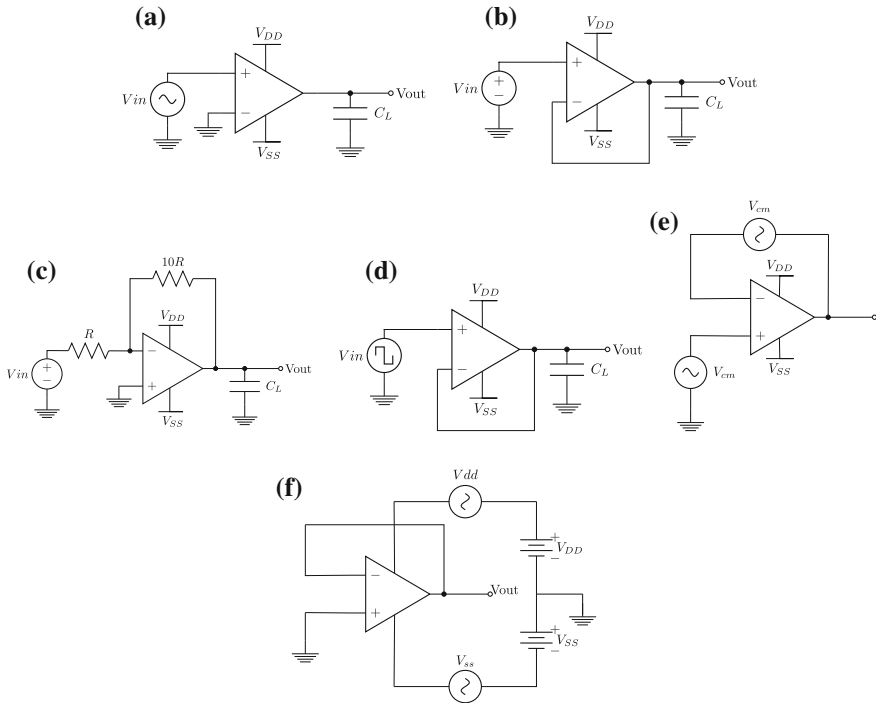 (a)
V_DD
+
Vin
−
V_SS
Vout
C_L
(b)
V_DD
+
Vin
+
−
−
V_SS
Vout
C_L
(c)
10R
R
V_DD
−
+
Vin
+
−
V_SS
Vout
C_L
(d)
V_DD
+
Vin
−
V_SS
Vout
C_L
(e)
V_cm
V_DD
−
+
V_cm
V_SS
(f)
Vdd
−
+
Vout
+
V_DD
−
+
V_SS
−
V_ss